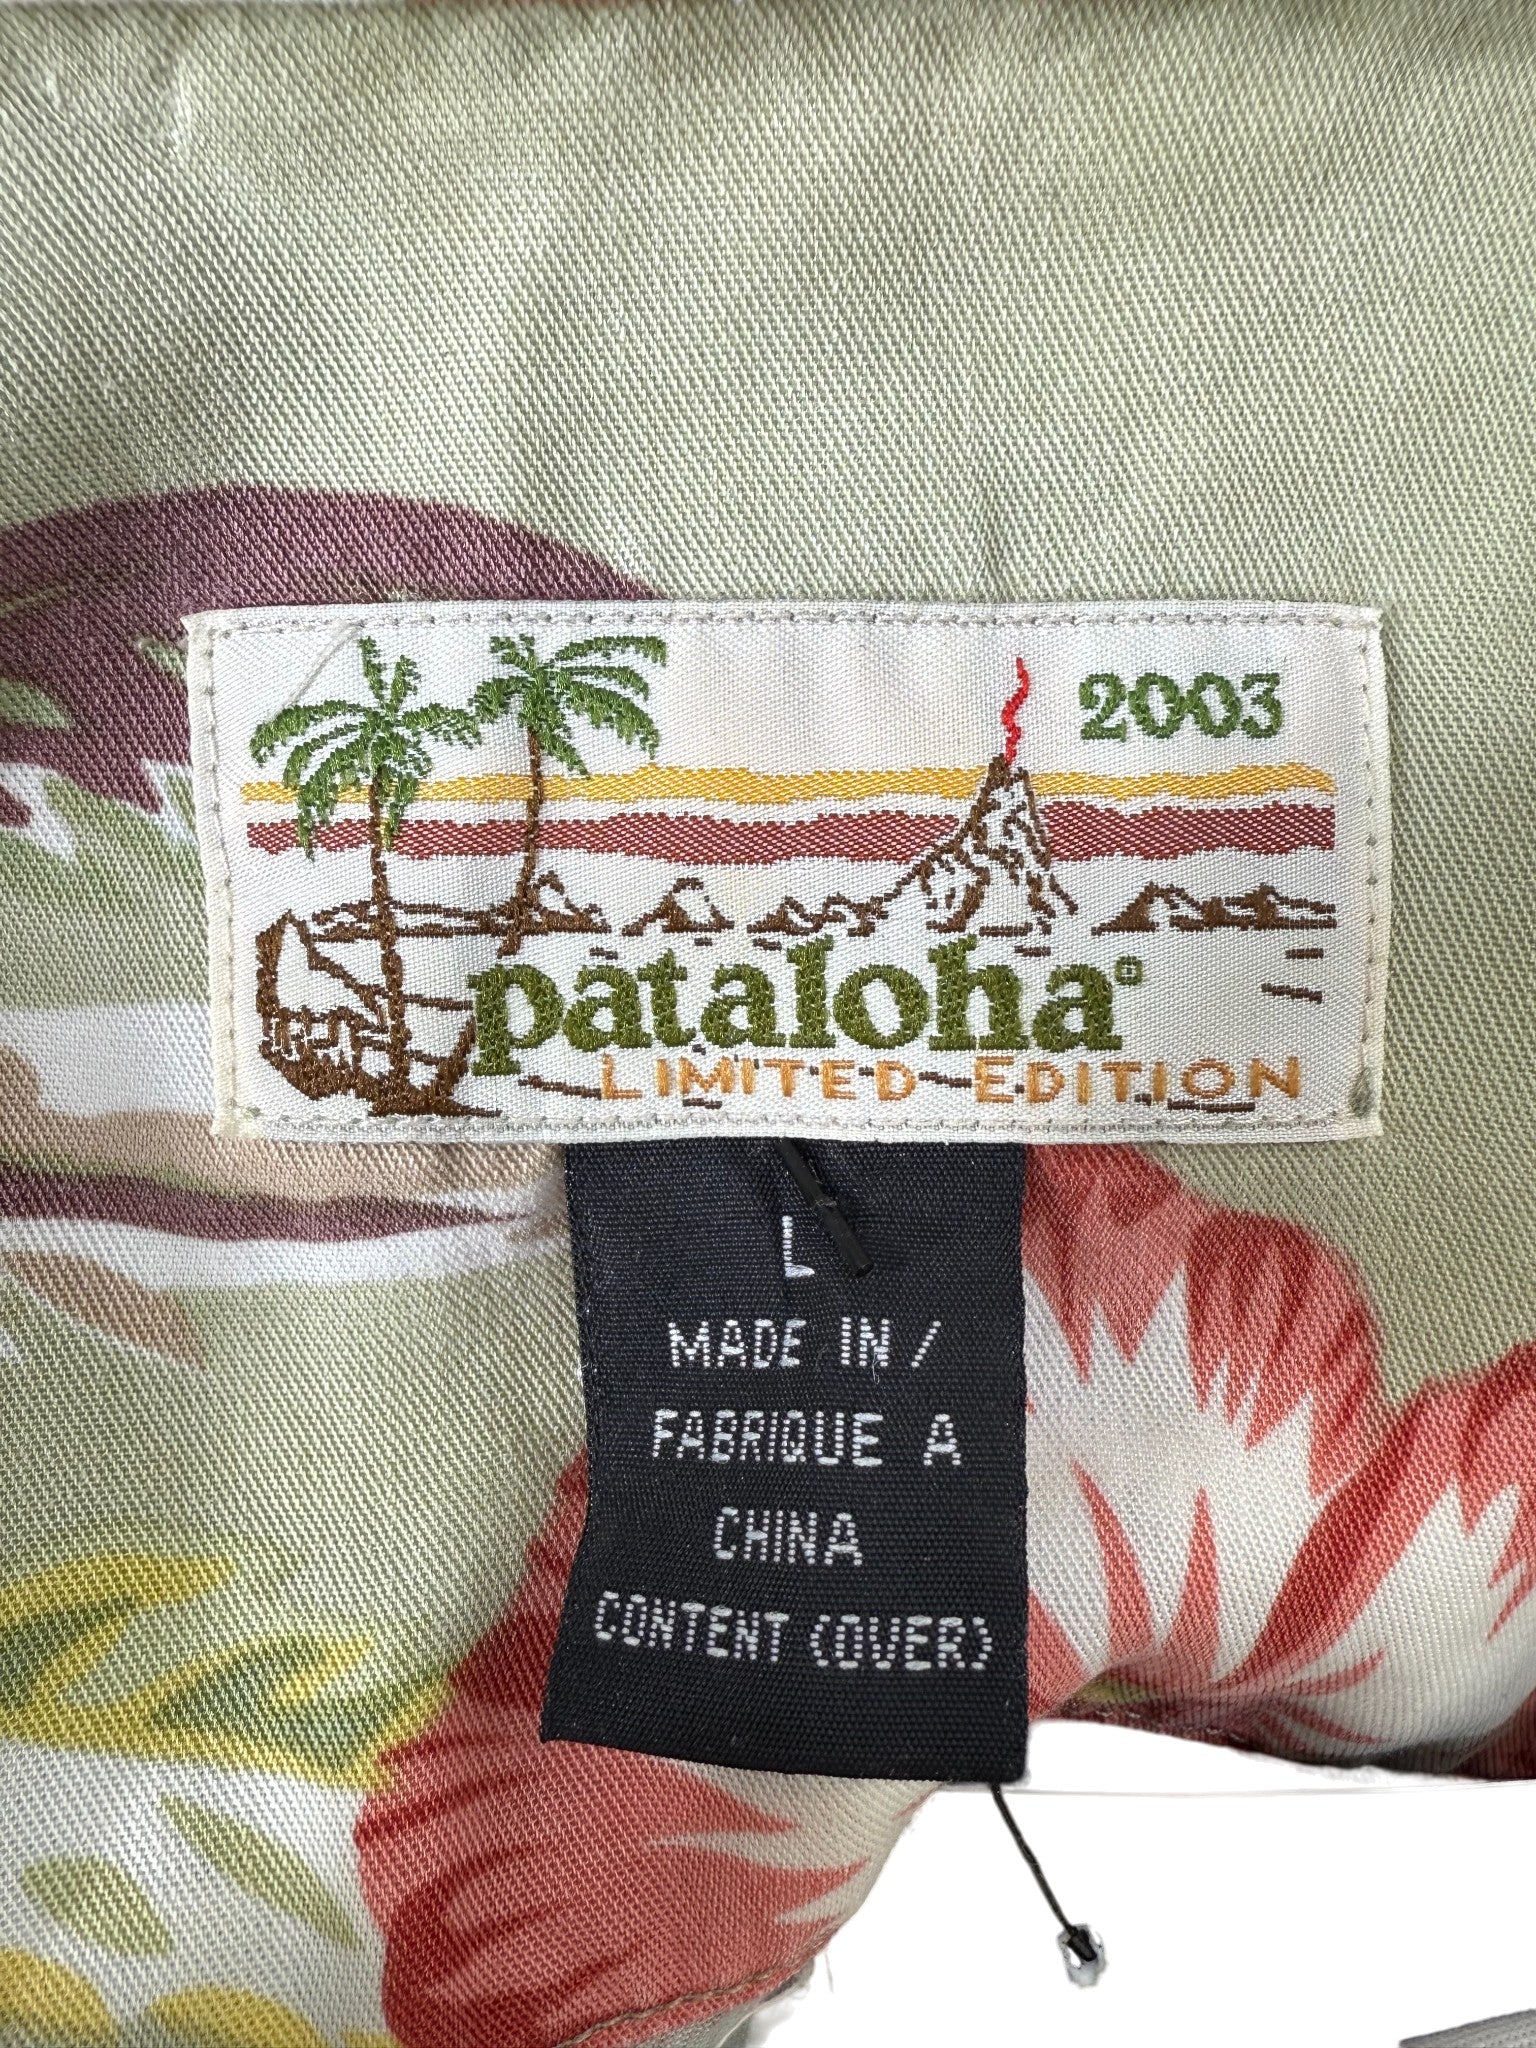 2003
pataloha®
LIMITED EDITION
L
MADE IN /
FABRIQUE A
CHINA
CONTENT (OVER)